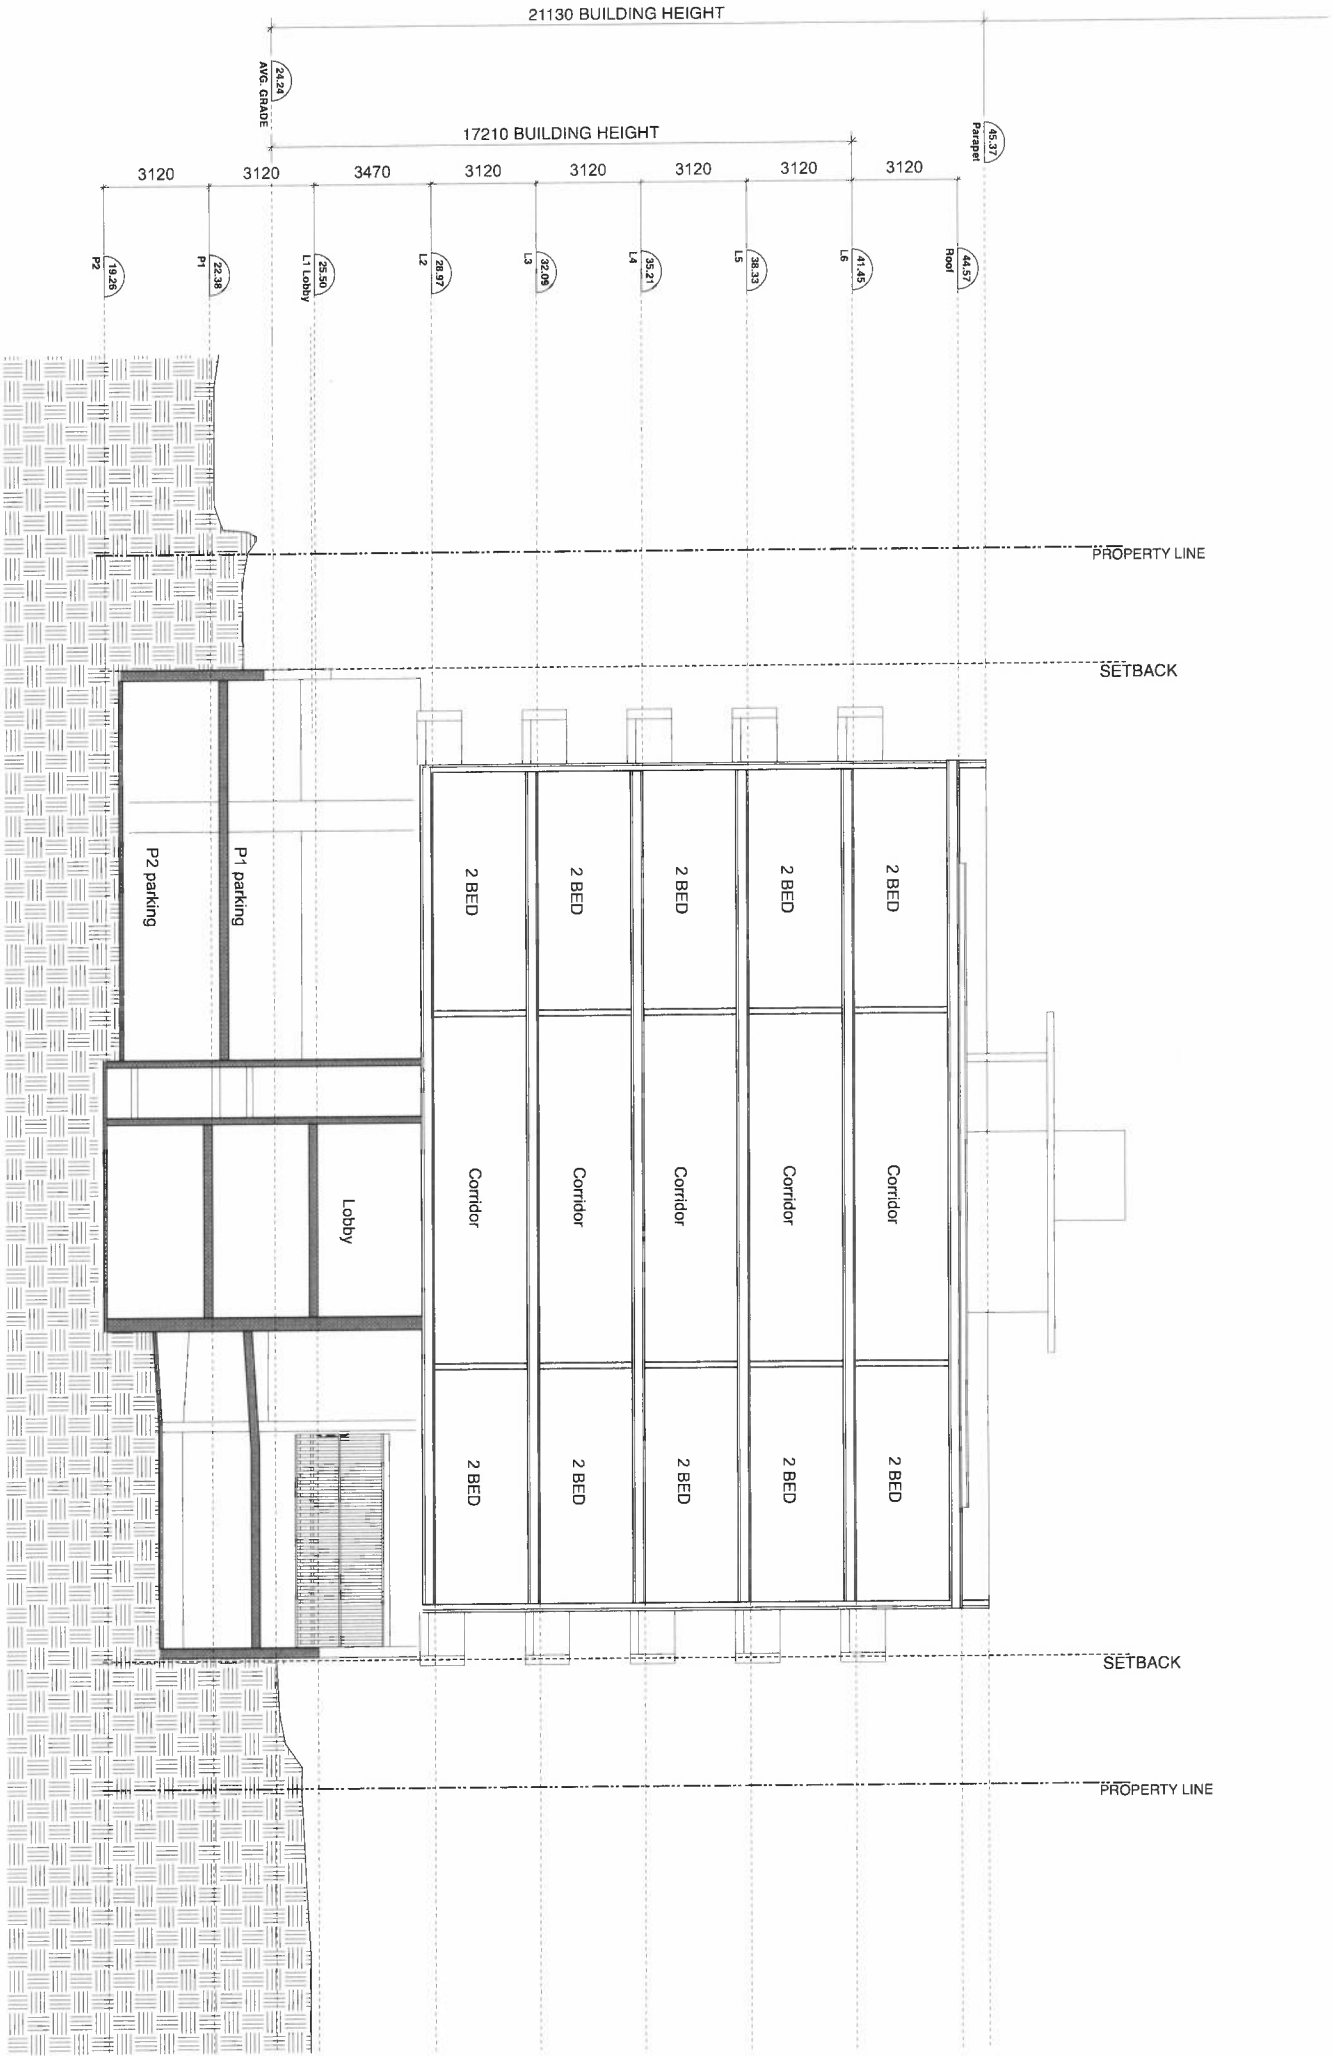 21130 BUILDING HEIGHT
24.24
AVG. GRADE
45.37
Parapet
17210 BUILDING HEIGHT
3120
3120
3470
3120
3120
3120
3120
3120
19.26
P2
22.38
P1
25.50
L1 Lobby
28.97
L2
32.09
L3
35.21
L4
38.33
L5
41.45
L6
44.57
Roof
PROPERTY LINE
SETBACK
P2 parking
P1 parking
2 BED
2 BED
2 BED
2 BED
2 BED
Lobby
Corridor
Corridor
Corridor
Corridor
Corridor
2 BED
2 BED
2 BED
2 BED
2 BED
SETBACK
PROPERTY LINE